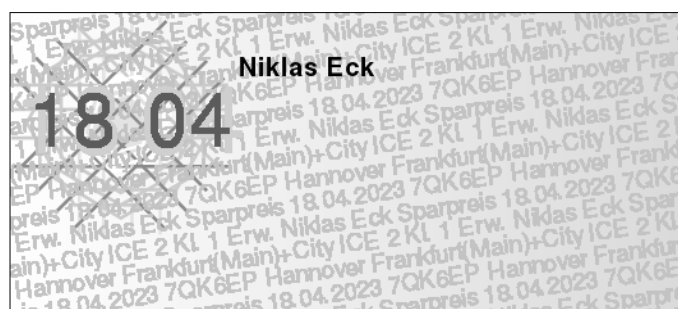 Niklas Eck
18 04
Sparpreis 18.04.2023 7QK6EP Hannover Frankfurt(Main)+City ICE 2 Kl. 1 Erw. Niklas Eck